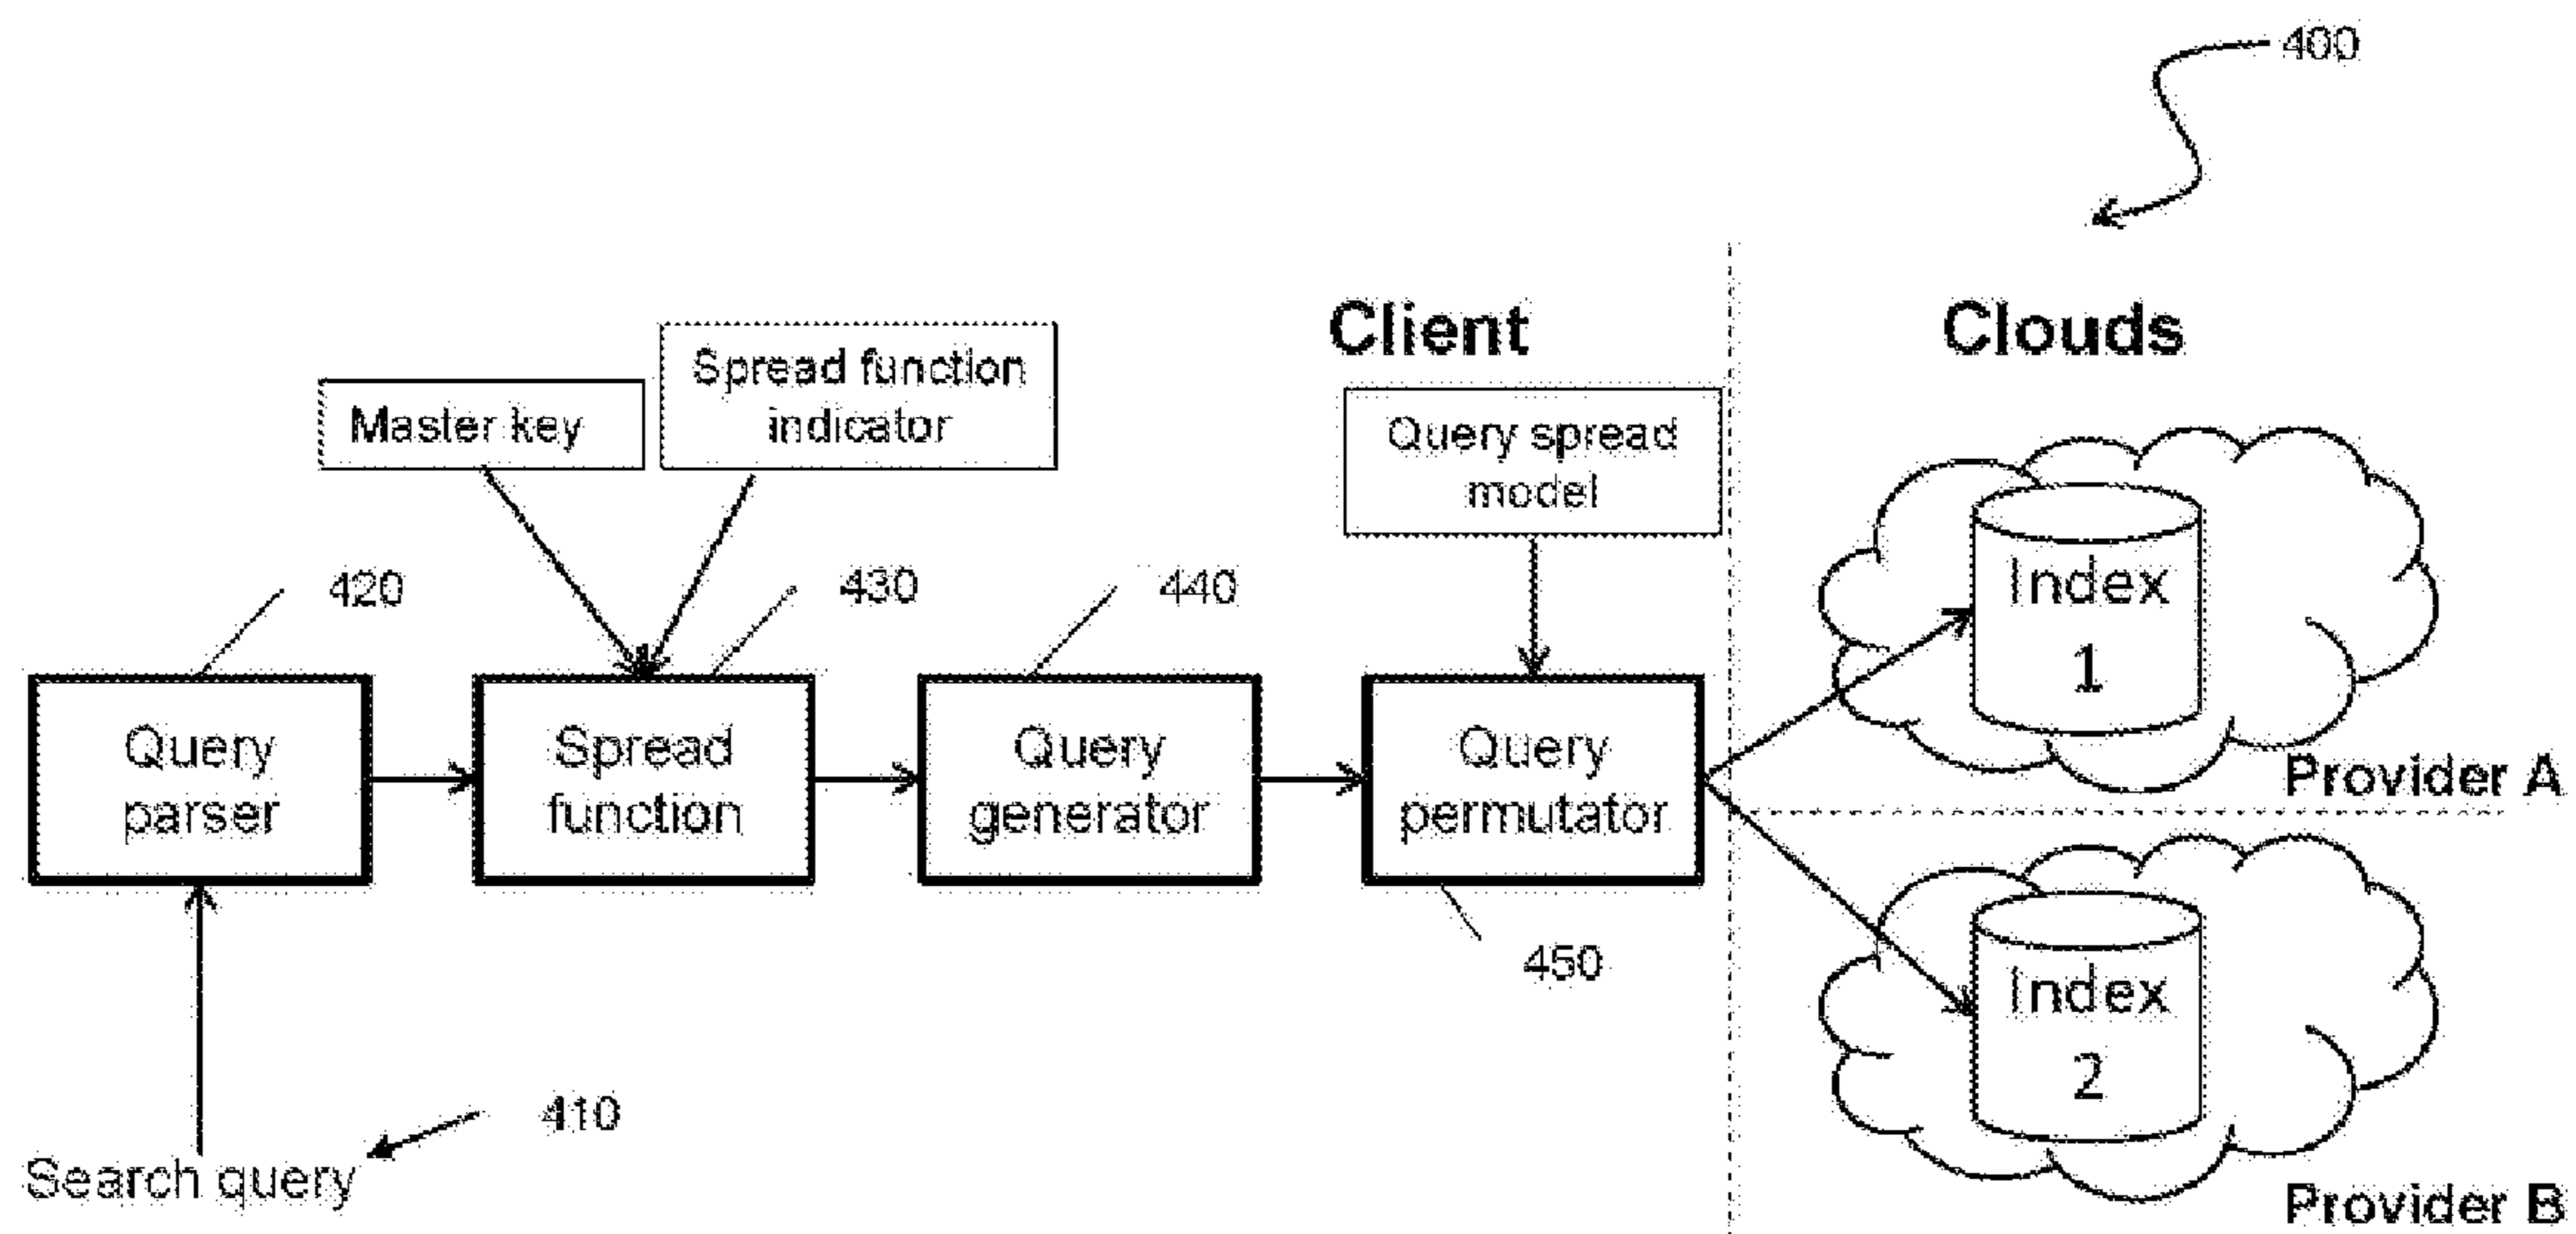 400
Client
Clouds
Spread function
indicator
Master key
Query spread
model
420
430
440
Index
1
Query
parser
Spread
function
Query
generator
Query
permutator
Provider A
450
Index
2
410
Search query
Provider B